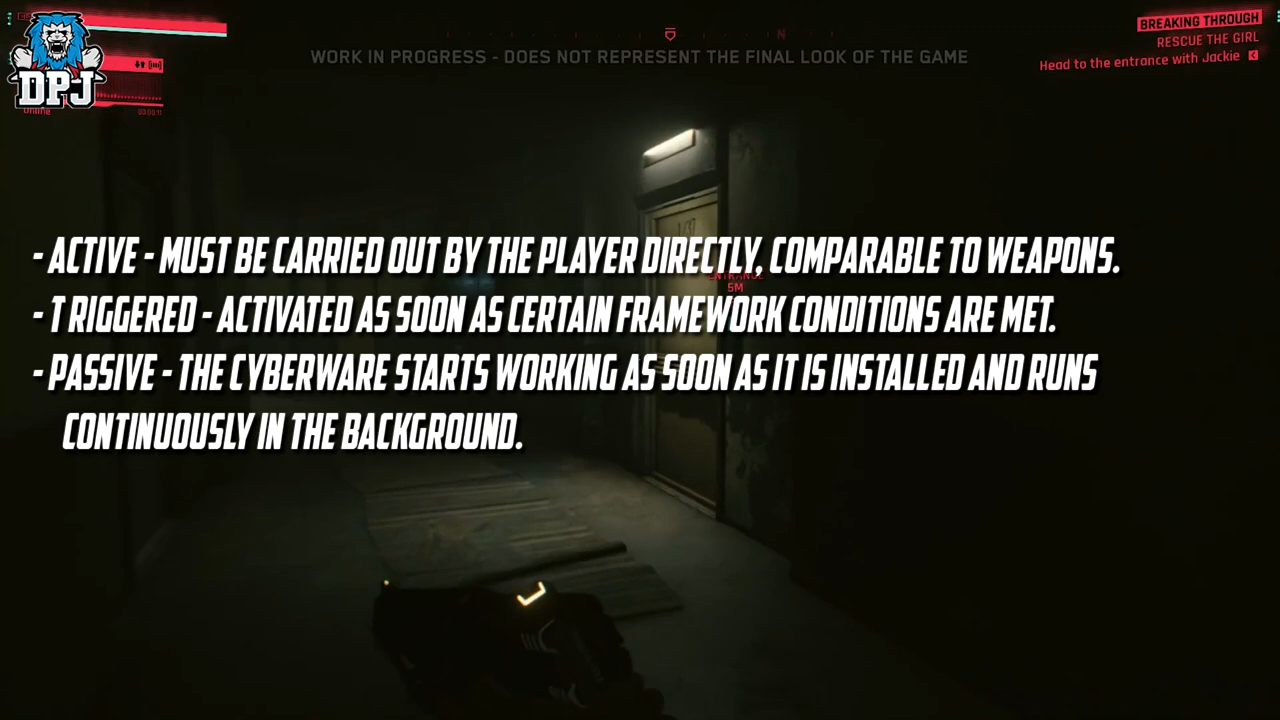 BREAKING THROUGH
RESCUE THE GIRL
WORK IN PROGRESS - DOES NOT REPRESENT THE FINAL LOOK OF THE GAME
Head to the entrance with Jackie
DPJ
Online
N
1137
- ACTIVE - MUST BE CARRIED OUT BY THE PLAYER DIRECTLY, COMPARABLE TO WEAPONS.
ENTRANCE
5M
- T RIGGERED - ACTIVATED AS SOON AS CERTAIN FRAMEWORK CONDITIONS ARE MET.
- PASSIVE - THE CYBERWARE STARTS WORKING AS SOON AS IT IS INSTALLED AND RUNS
CONTINUOUSLY IN THE BACKGROUND.